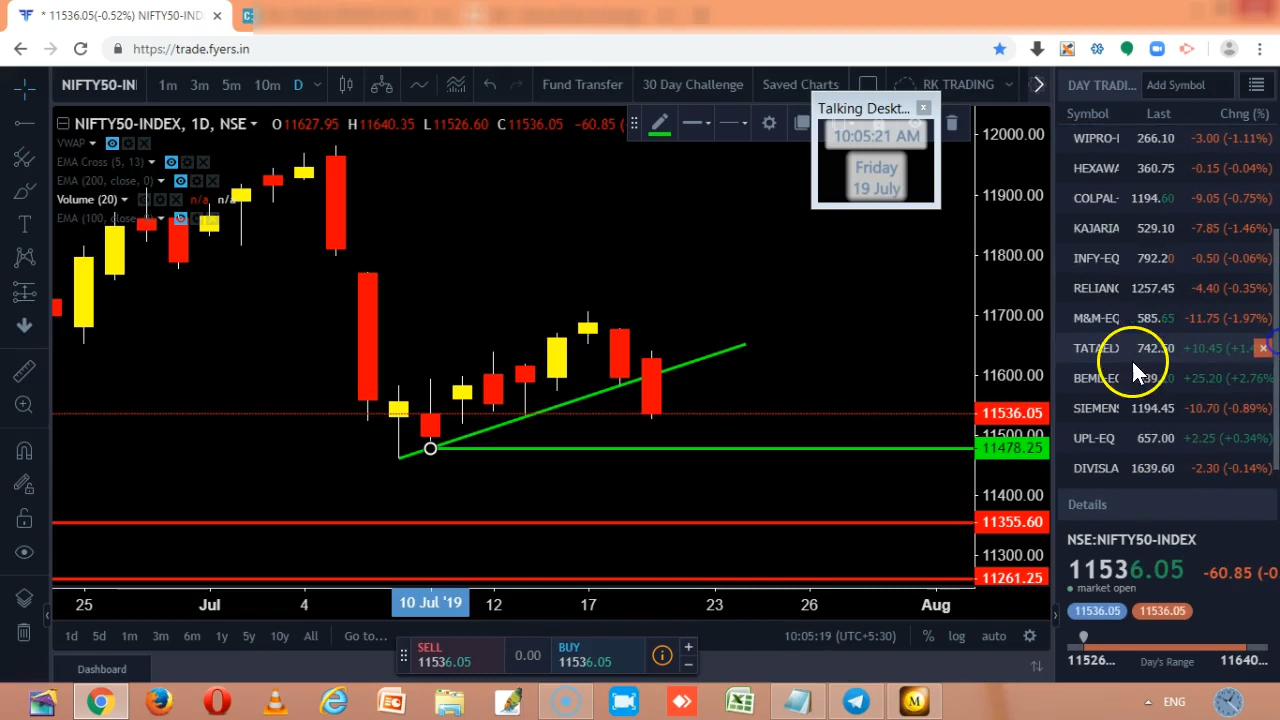 * 11536.05(-0.52%) NIFTY50-IND
https://trade.fyers.in
NIFTY50-IN
1m 3m 5m 10m D
Fund Transfer
30 Day Challenge
Saved Charts
RK TRADING
DAY TRADI...
Add Symbol
NIFTY50-INDEX, 1D, NSE O11627.95 H11640.35 L11526.60 C11536.05 -60.85
VWAP
EMA Cross (5, 13)
EMA (200, close, 0)
Volume (20) n/a n/a
EMA (100, close, 0)
Talking Deskt...
10:05:21 AM
Friday
19 July
12000.00
11900.00
11800.00
11700.00
11600.00
11536.05
11500.00
11478.25
11400.00
11355.60
11300.00
11261.25
25 Jul 4 10 Jul '19 12 17 23 26 Aug
1d 5d 1m 3m 6m 1y 5y 10y All Go to...
10:05:19 (UTC+5:30) % log auto
SELL
11536.05
0.00
BUY
11536.05
Dashboard
Symbol Last Chng (%)
WIPRO-I 266.10 -3.00 (-1.11%)
HEXAWA 360.75 -0.15 (-0.04%)
COLPAL- 1194.60 -9.05 (-0.75%)
KAJARIA 529.10 -7.85 (-1.46%)
INFY-EQ 792.20 -0.50 (-0.06%)
RELIANC 1257.45 -4.40 (-0.35%)
M&M-EQ 585.65 -11.75 (-1.97%)
TATAELX 742.50 +10.45
BEML-EQ +25.20 (+2.76%
SIEMENS 1194.45 -10.70 (-0.89%)
UPL-EQ 657.00 +2.25 (+0.34%)
DIVISLA 1639.60 -2.30 (-0.14%)
Details
NSE:NIFTY50-INDEX
11536.05 -60.85 (-0
market open
11536.05 11536.05
11526... Day's Range 11640...
ENG